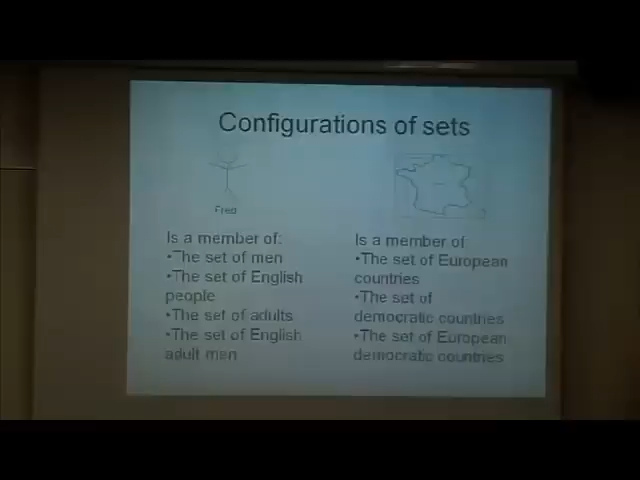 Configurations of sets
Fred
Is a member of:
•The set of men
•The set of English
people
•The set of adults
•The set of English
adult men
Is a member of
•The set of European
countries
•The set of
democratic countries
•The set of European
democratic countries